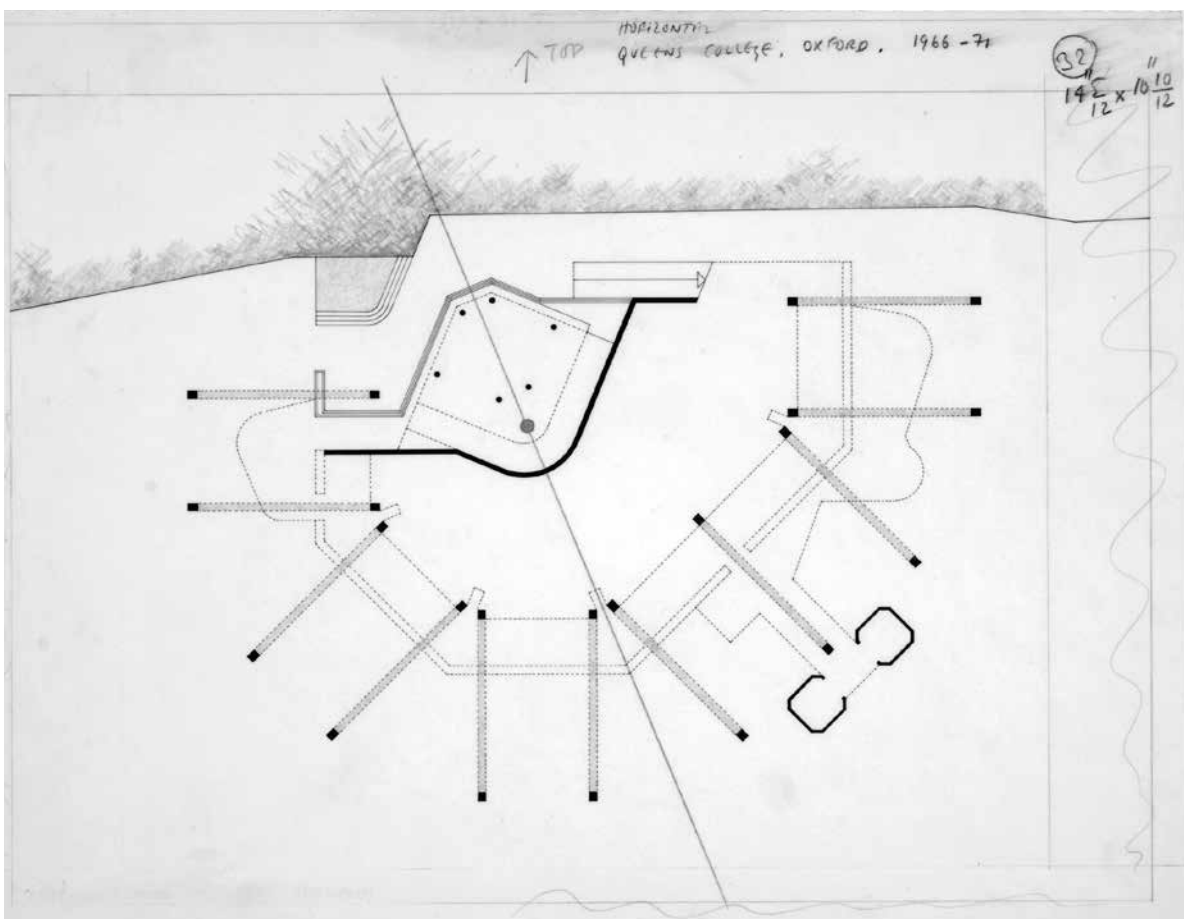 HORIZONTAL
↑ TOP QUEENS COLLEGE, OXFORD. 1966-71
32
14" 5/12 x 10" 10/12